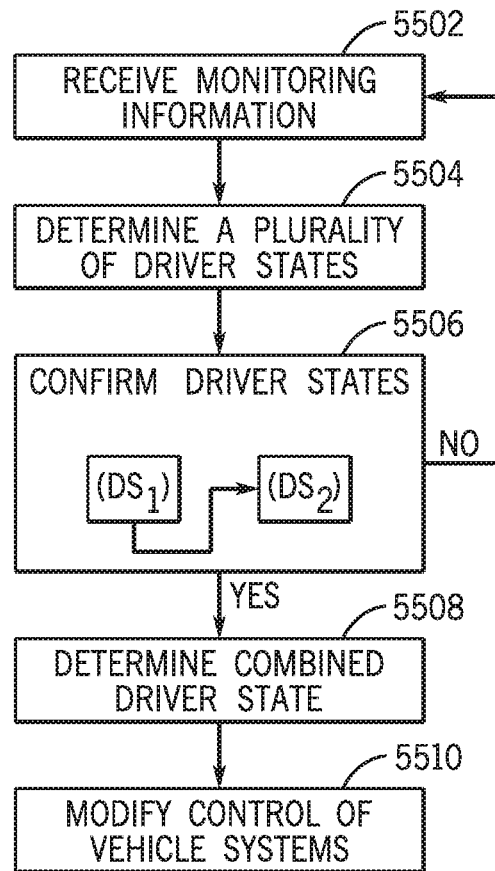 5502
RECEIVE MONITORING
INFORMATION
5504
DETERMINE A PLURALITY
OF DRIVER STATES
5506
CONFIRM DRIVER STATES
(DS1)
(DS2)
NO
YES
5508
DETERMINE COMBINED
DRIVER STATE
5510
MODIFY CONTROL OF
VEHICLE SYSTEMS